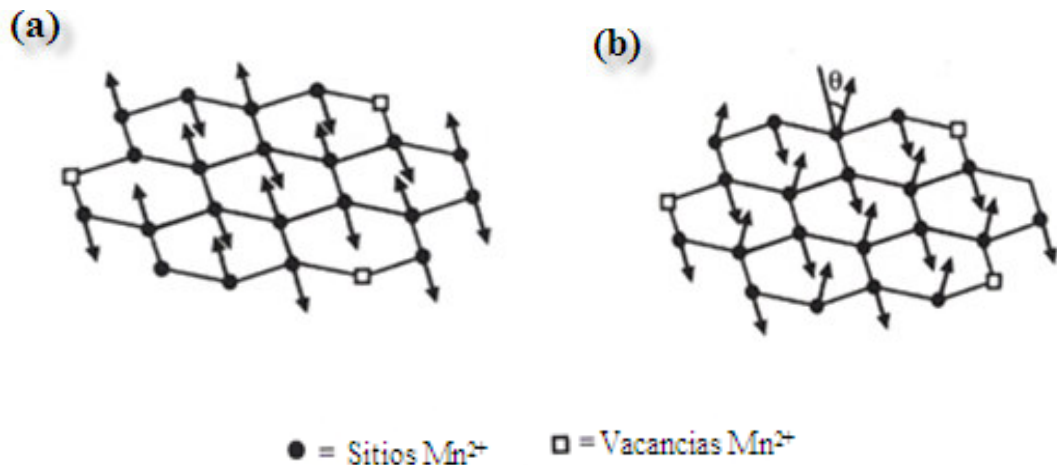 (a)
(b)
θ
● = Sitios Mn²⁺
□ = Vacancias Mn²⁺